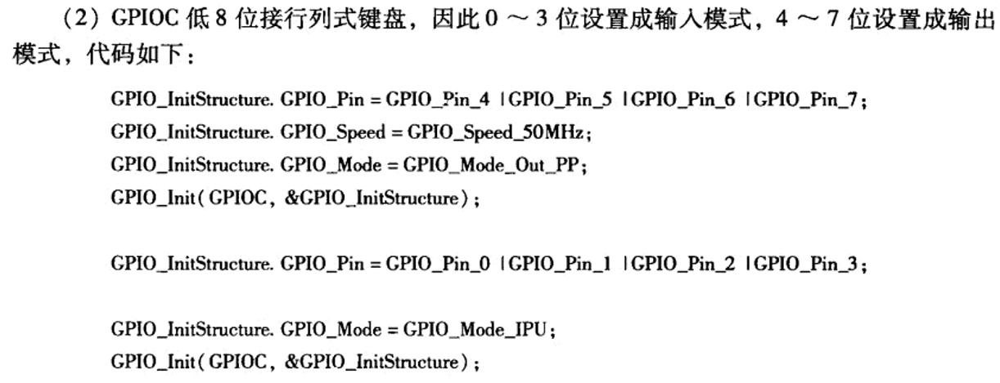 （2）GPIOC 低 8 位接行列式键盘，因此 0 ～ 3 位设置成输入模式，4 ～ 7 位设置成输出
模式，代码如下：
GPIO_InitStructure. GPIO_Pin = GPIO_Pin_4 |GPIO_Pin_5 |GPIO_Pin_6 |GPIO_Pin_7;
GPIO_InitStructure. GPIO_Speed = GPIO_Speed_50MHz;
GPIO_InitStructure. GPIO_Mode = GPIO_Mode_Out_PP;
GPIO_Init( GPIOC, &GPIO_InitStructure);
GPIO_InitStructure. GPIO_Pin = GPIO_Pin_0 |GPIO_Pin_1 |GPIO_Pin_2 |GPIO_Pin_3;
GPIO_InitStructure. GPIO_Mode = GPIO_Mode_IPU;
GPIO_Init( GPIOC, &GPIO_InitStructure);